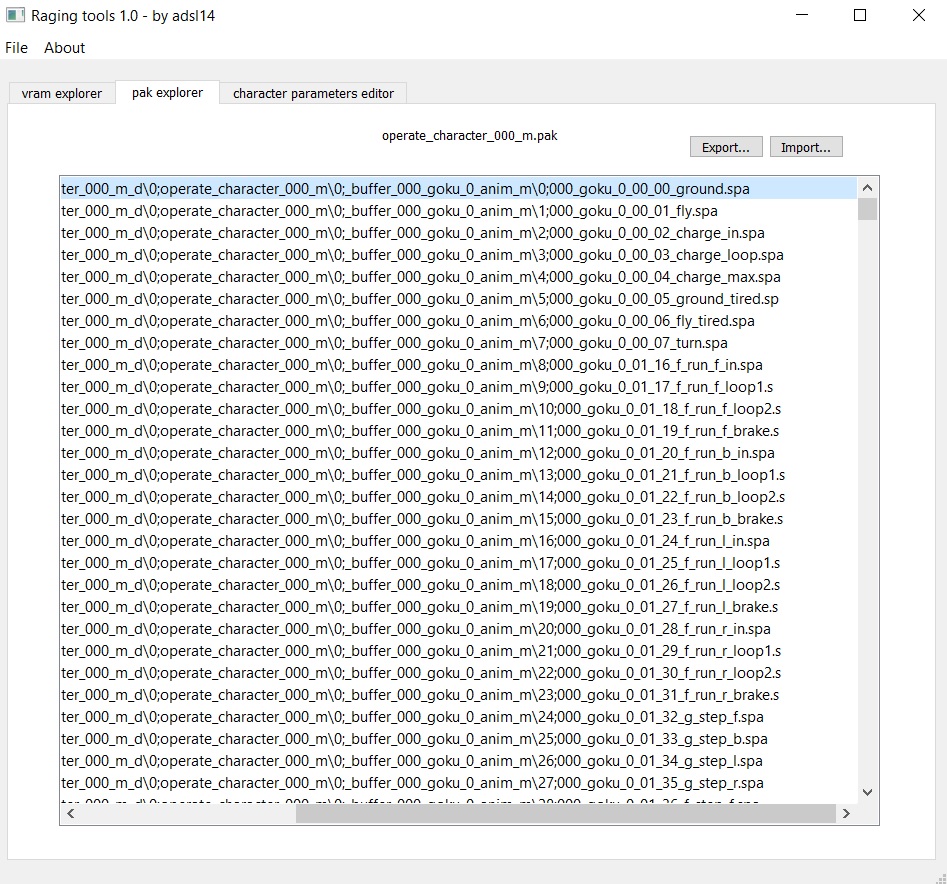 Raging tools 1.0 - by adsl14
File About
vram explorer pak explorer character parameters editor
operate_character_000_m.pak
Export... Import...
ter_000_m_d\0;operate_character_000_m\0;_buffer_000_goku_0_anim_m\0;000_goku_0_00_00_ground.spa
ter_000_m_d\0;operate_character_000_m\0;_buffer_000_goku_0_anim_m\1;000_goku_0_00_01_fly.spa
ter_000_m_d\0;operate_character_000_m\0;_buffer_000_goku_0_anim_m\2;000_goku_0_00_02_charge_in.spa
ter_000_m_d\0;operate_character_000_m\0;_buffer_000_goku_0_anim_m\3;000_goku_0_00_03_charge_loop.spa
ter_000_m_d\0;operate_character_000_m\0;_buffer_000_goku_0_anim_m\4;000_goku_0_00_04_charge_max.spa
ter_000_m_d\0;operate_character_000_m\0;_buffer_000_goku_0_anim_m\5;000_goku_0_00_05_ground_tired.sp
ter_000_m_d\0;operate_character_000_m\0;_buffer_000_goku_0_anim_m\6;000_goku_0_00_06_fly_tired.spa
ter_000_m_d\0;operate_character_000_m\0;_buffer_000_goku_0_anim_m\7;000_goku_0_00_07_turn.spa
ter_000_m_d\0;operate_character_000_m\0;_buffer_000_goku_0_anim_m\8;000_goku_0_01_16_f_run_f_in.spa
ter_000_m_d\0;operate_character_000_m\0;_buffer_000_goku_0_anim_m\9;000_goku_0_01_17_f_run_f_loop1.s
ter_000_m_d\0;operate_character_000_m\0;_buffer_000_goku_0_anim_m\10;000_goku_0_01_18_f_run_f_loop2.s
ter_000_m_d\0;operate_character_000_m\0;_buffer_000_goku_0_anim_m\11;000_goku_0_01_19_f_run_f_brake.s
ter_000_m_d\0;operate_character_000_m\0;_buffer_000_goku_0_anim_m\12;000_goku_0_01_20_f_run_b_in.spa
ter_000_m_d\0;operate_character_000_m\0;_buffer_000_goku_0_anim_m\13;000_goku_0_01_21_f_run_b_loop1.s
ter_000_m_d\0;operate_character_000_m\0;_buffer_000_goku_0_anim_m\14;000_goku_0_01_22_f_run_b_loop2.s
ter_000_m_d\0;operate_character_000_m\0;_buffer_000_goku_0_anim_m\15;000_goku_0_01_23_f_run_b_brake.s
ter_000_m_d\0;operate_character_000_m\0;_buffer_000_goku_0_anim_m\16;000_goku_0_01_24_f_run_l_in.spa
ter_000_m_d\0;operate_character_000_m\0;_buffer_000_goku_0_anim_m\17;000_goku_0_01_25_f_run_l_loop1.s
ter_000_m_d\0;operate_character_000_m\0;_buffer_000_goku_0_anim_m\18;000_goku_0_01_26_f_run_l_loop2.s
ter_000_m_d\0;operate_character_000_m\0;_buffer_000_goku_0_anim_m\19;000_goku_0_01_27_f_run_l_brake.s
ter_000_m_d\0;operate_character_000_m\0;_buffer_000_goku_0_anim_m\20;000_goku_0_01_28_f_run_r_in.spa
ter_000_m_d\0;operate_character_000_m\0;_buffer_000_goku_0_anim_m\21;000_goku_0_01_29_f_run_r_loop1.s
ter_000_m_d\0;operate_character_000_m\0;_buffer_000_goku_0_anim_m\22;000_goku_0_01_30_f_run_r_loop2.s
ter_000_m_d\0;operate_character_000_m\0;_buffer_000_goku_0_anim_m\23;000_goku_0_01_31_f_run_r_brake.s
ter_000_m_d\0;operate_character_000_m\0;_buffer_000_goku_0_anim_m\24;000_goku_0_01_32_g_step_f.spa
ter_000_m_d\0;operate_character_000_m\0;_buffer_000_goku_0_anim_m\25;000_goku_0_01_33_g_step_b.spa
ter_000_m_d\0;operate_character_000_m\0;_buffer_000_goku_0_anim_m\26;000_goku_0_01_34_g_step_l.spa
ter_000_m_d\0;operate_character_000_m\0;_buffer_000_goku_0_anim_m\27;000_goku_0_01_35_g_step_r.spa